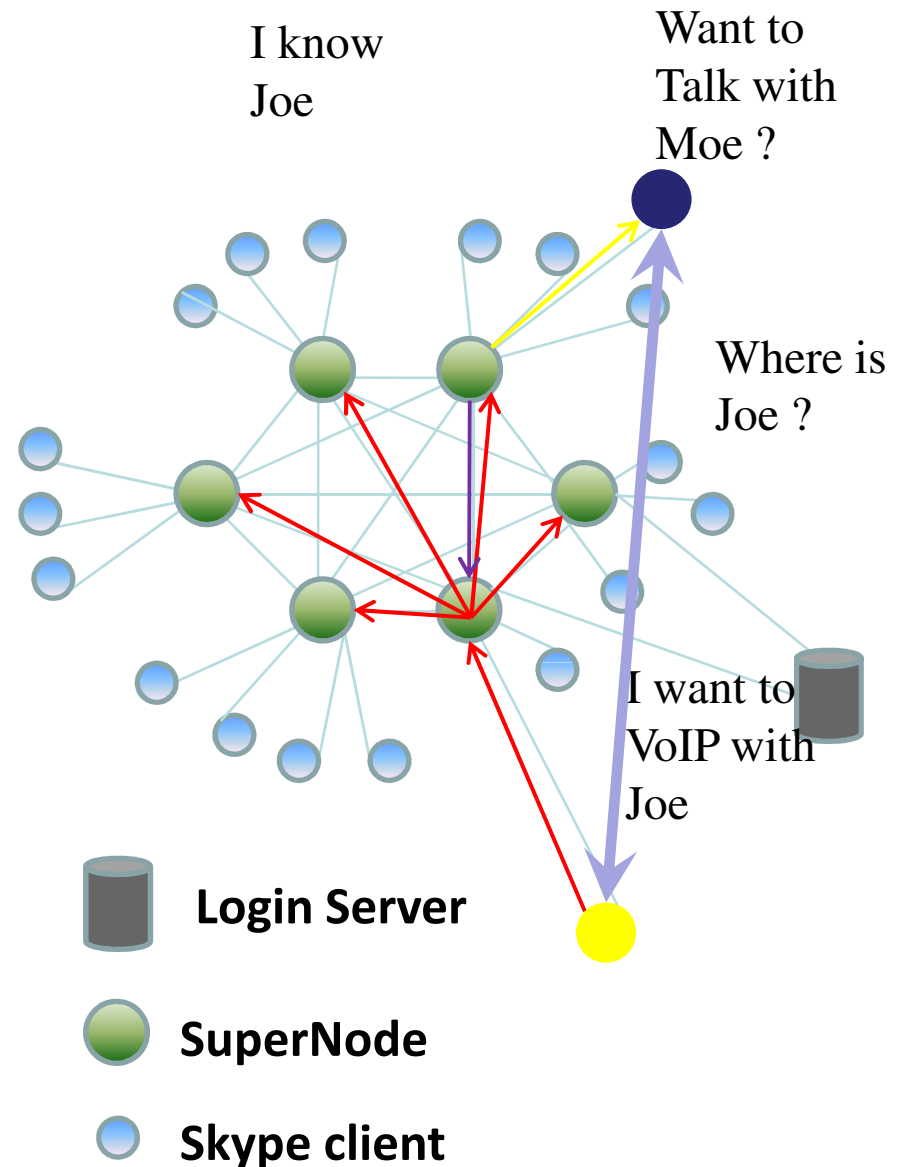 I know
Joe
Want to
Talk with
Moe ?
Where is
Joe ?
I want to
VoIP with
Joe
Login Server
SuperNode
Skype client